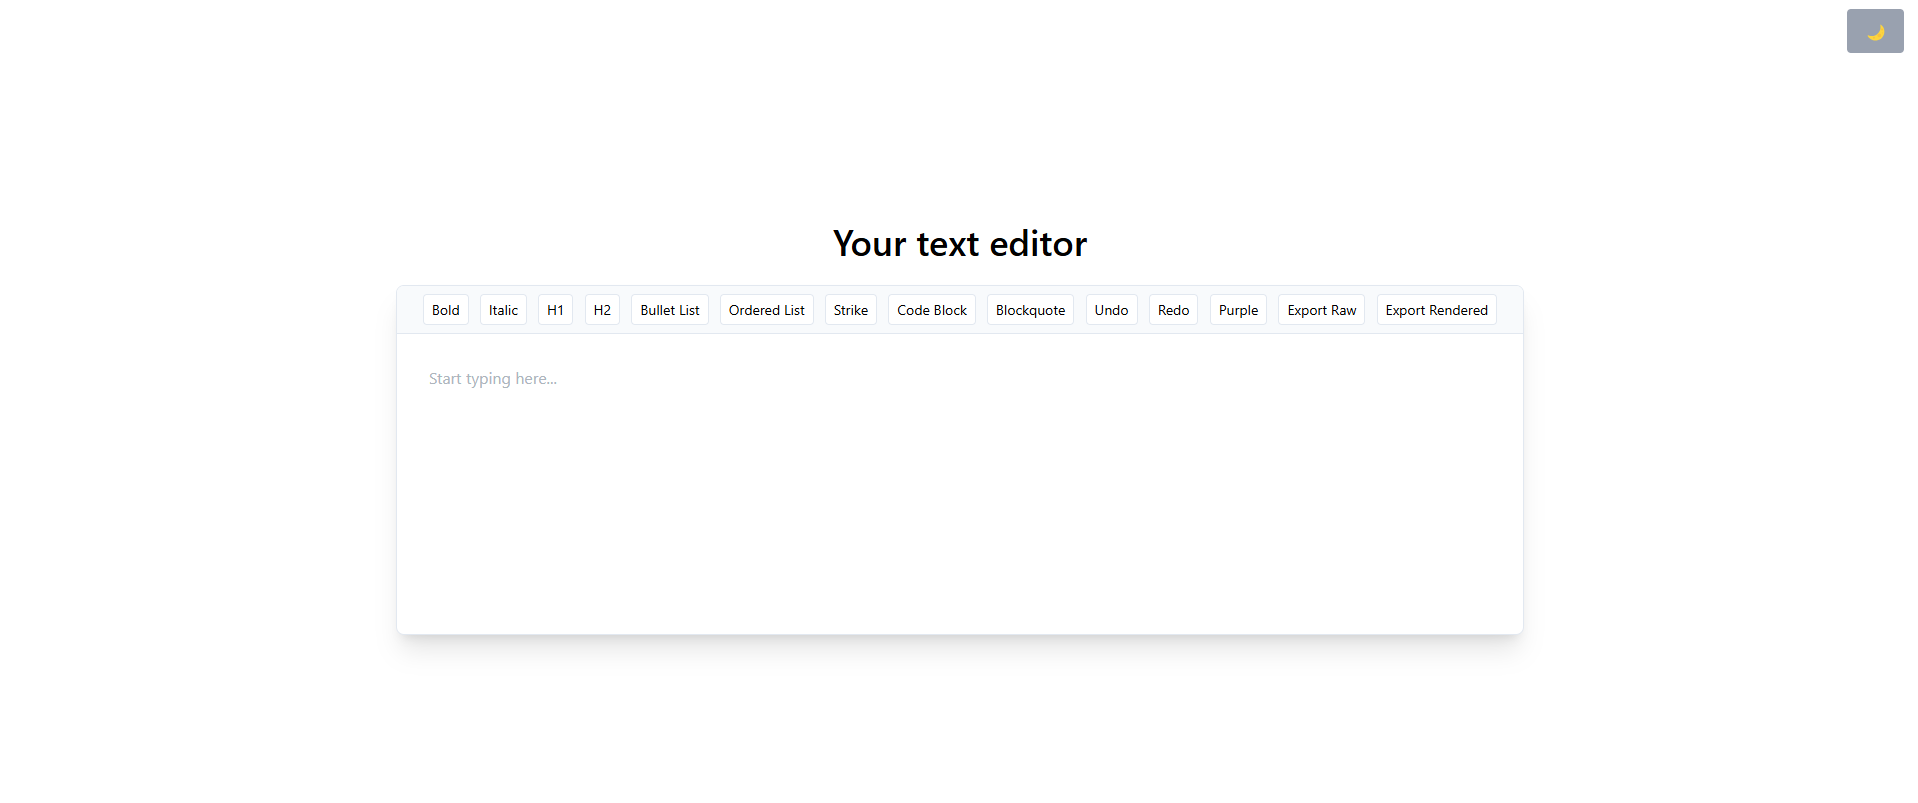 Your text editor
Bold Italic H1 H2 Bullet List Ordered List Strike Code Block Blockquote Undo Redo Purple Export Raw Export Rendered
Start typing here...